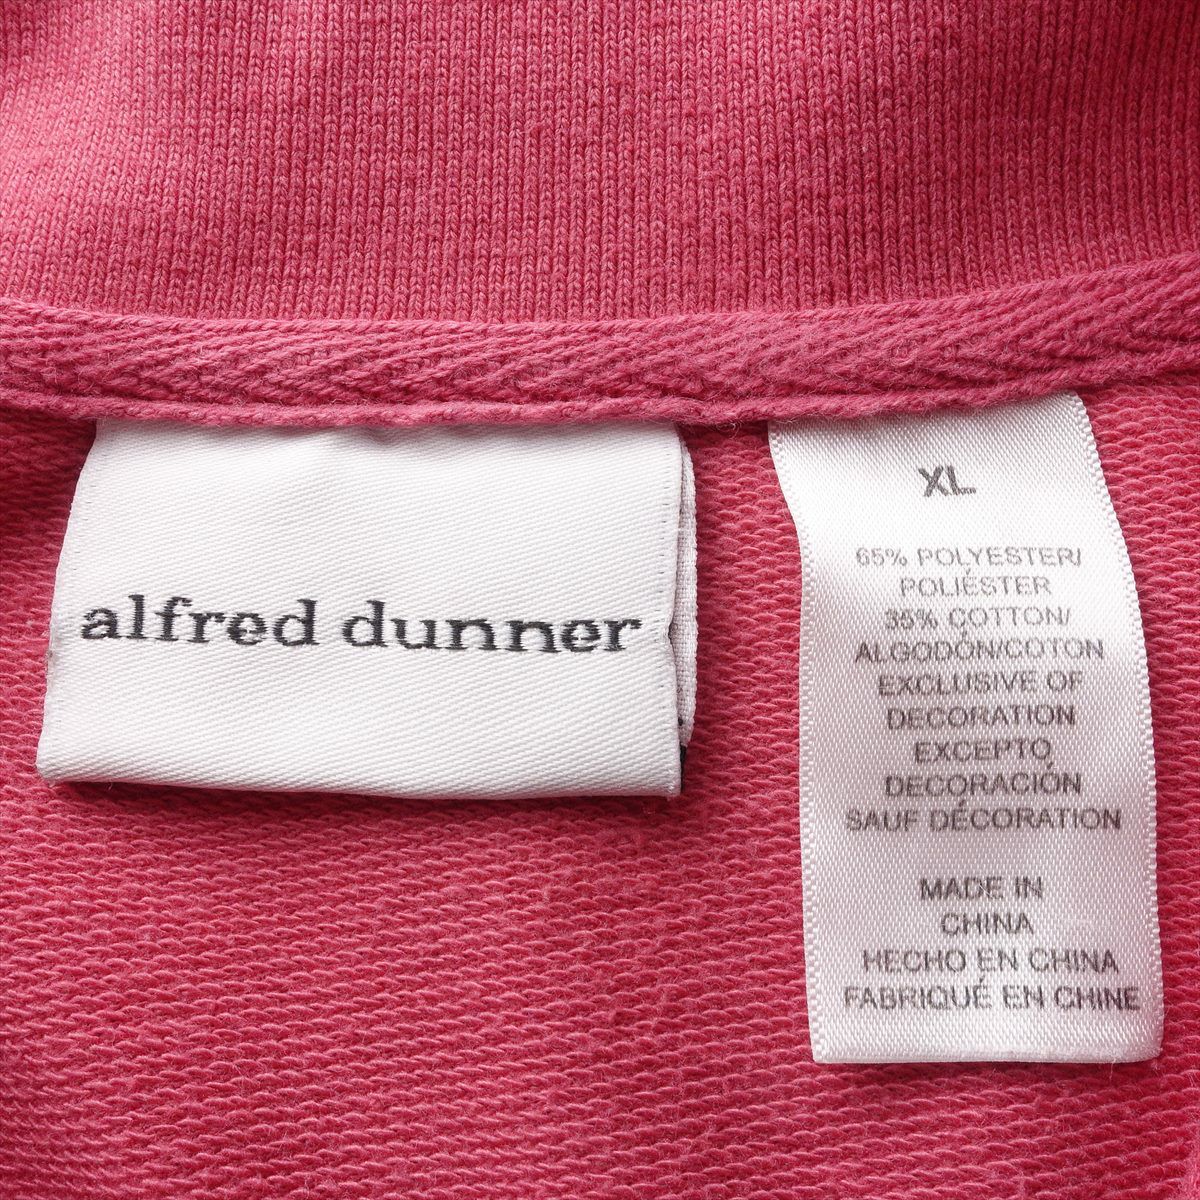 alfred dunner
XL
65% POLYESTER/
POLIÉSTER
35% COTTON/
ALGODÓN/COTON
EXCLUSIVE OF
DECORATION
EXCEPTO
DECORACIÓN
SAUF DÉCORATION
MADE IN
CHINA
HECHO EN CHINA
FABRIQUÉ EN CHINE